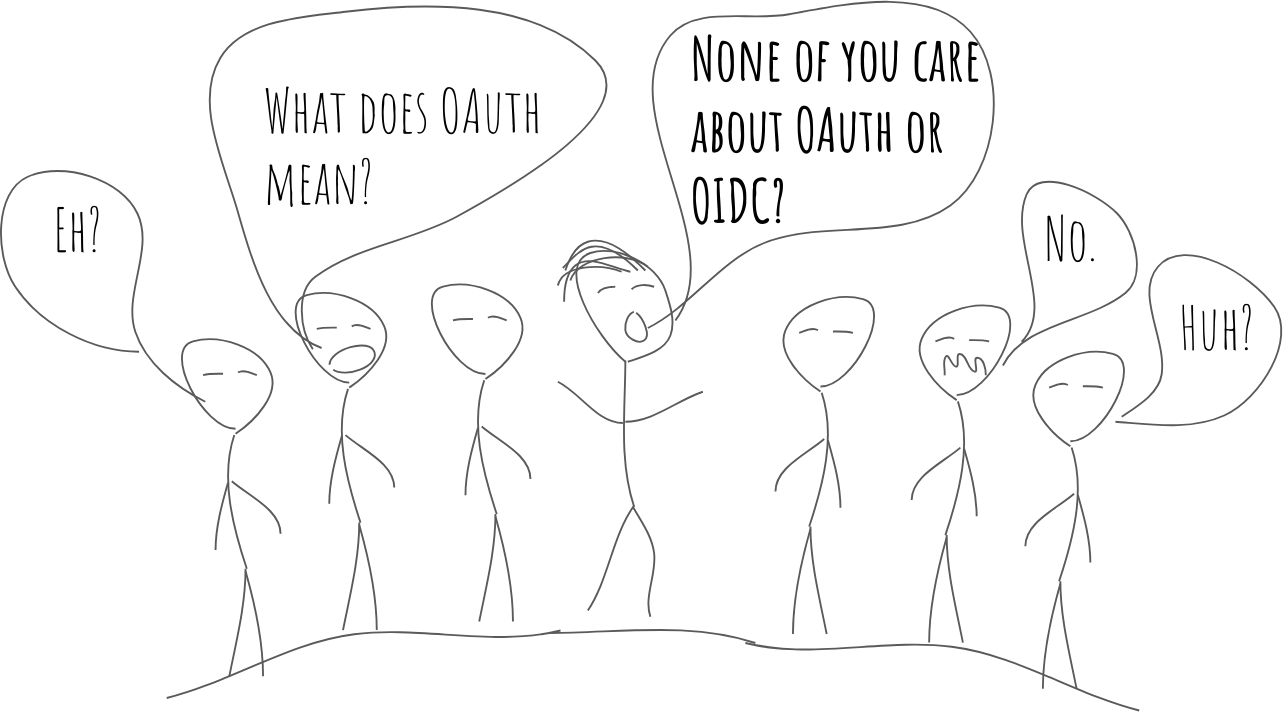 Eh?
What does OAuth
mean?
None of you care
about OAuth or
OIDC?
No.
Huh?